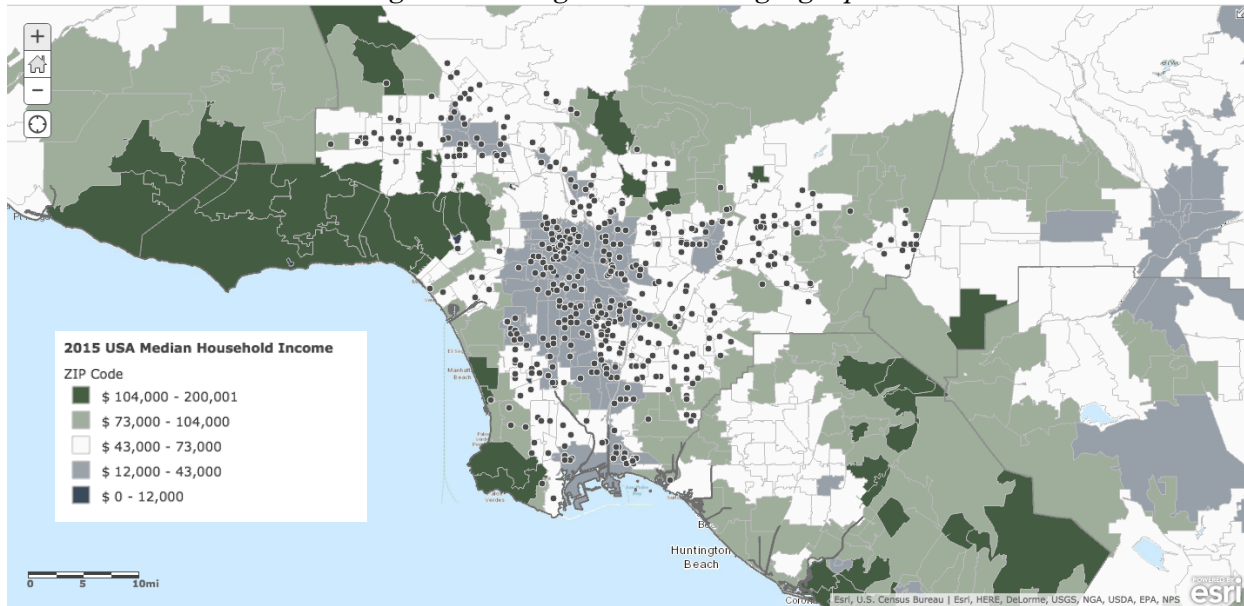 +
−
2015 USA Median Household Income
ZIP Code
$ 104,000 - 200,001
$ 73,000 - 104,000
$ 43,000 - 73,000
$ 12,000 - 43,000
$ 0 - 12,000
Manhattan
Beach
Huntington
Beach
0 5 10mi
Esri, U.S. Census Bureau | Esri, HERE, DeLorme, USGS, NGA, USDA, EPA, NPS
POWERED BY
esri